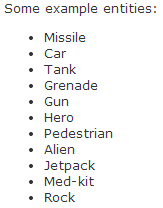 Some example entities:
• Missile
• Car
• Tank
• Grenade
• Gun
• Hero
• Pedestrian
• Alien
• Jetpack
• Med-kit
• Rock